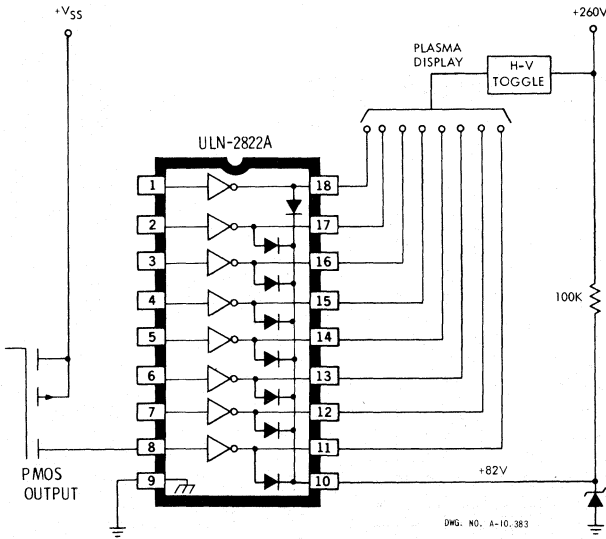 +VSS
+260V
PLASMA
DISPLAY
H-V
TOGGLE
ULN-2822A
1
18
2
17
3
16
4
15
100K
5
14
6
13
7
12
8
11
PMOS
OUTPUT
9
10
+82V
DWG. NO. A-10,383